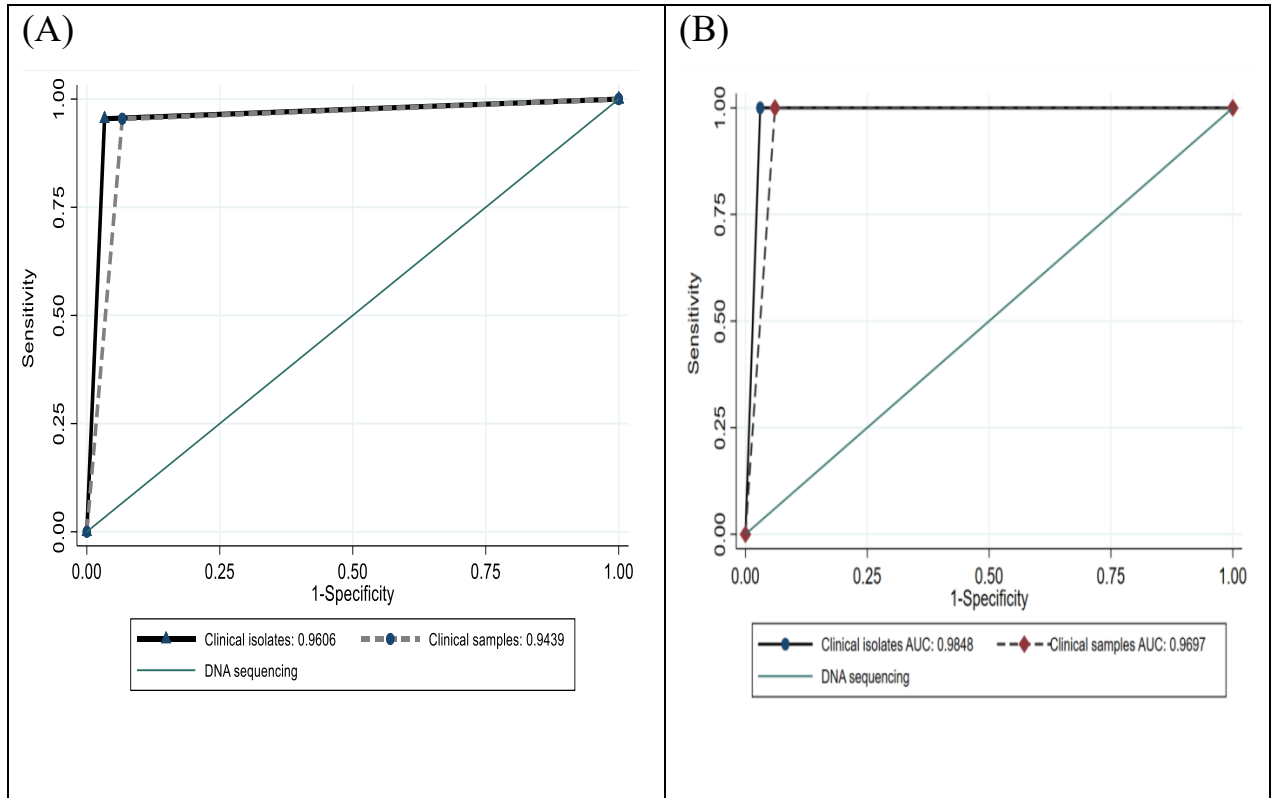 (A)
1.00
0.75
0.50
0.25
0.00
Sensitivity
0.00 0.25 0.50 0.75 1.00
1-Specificity
Clinical isolates: 0.9606 Clinical samples: 0.9439
DNA sequencing
(B)
1.00
0.75
0.50
0.25
0.00
Sensitivity
0.00 0.25 0.50 0.75 1.00
1-Specificity
Clinical isolates AUC: 0.9848 Clinical samples AUC: 0.9697
DNA sequencing